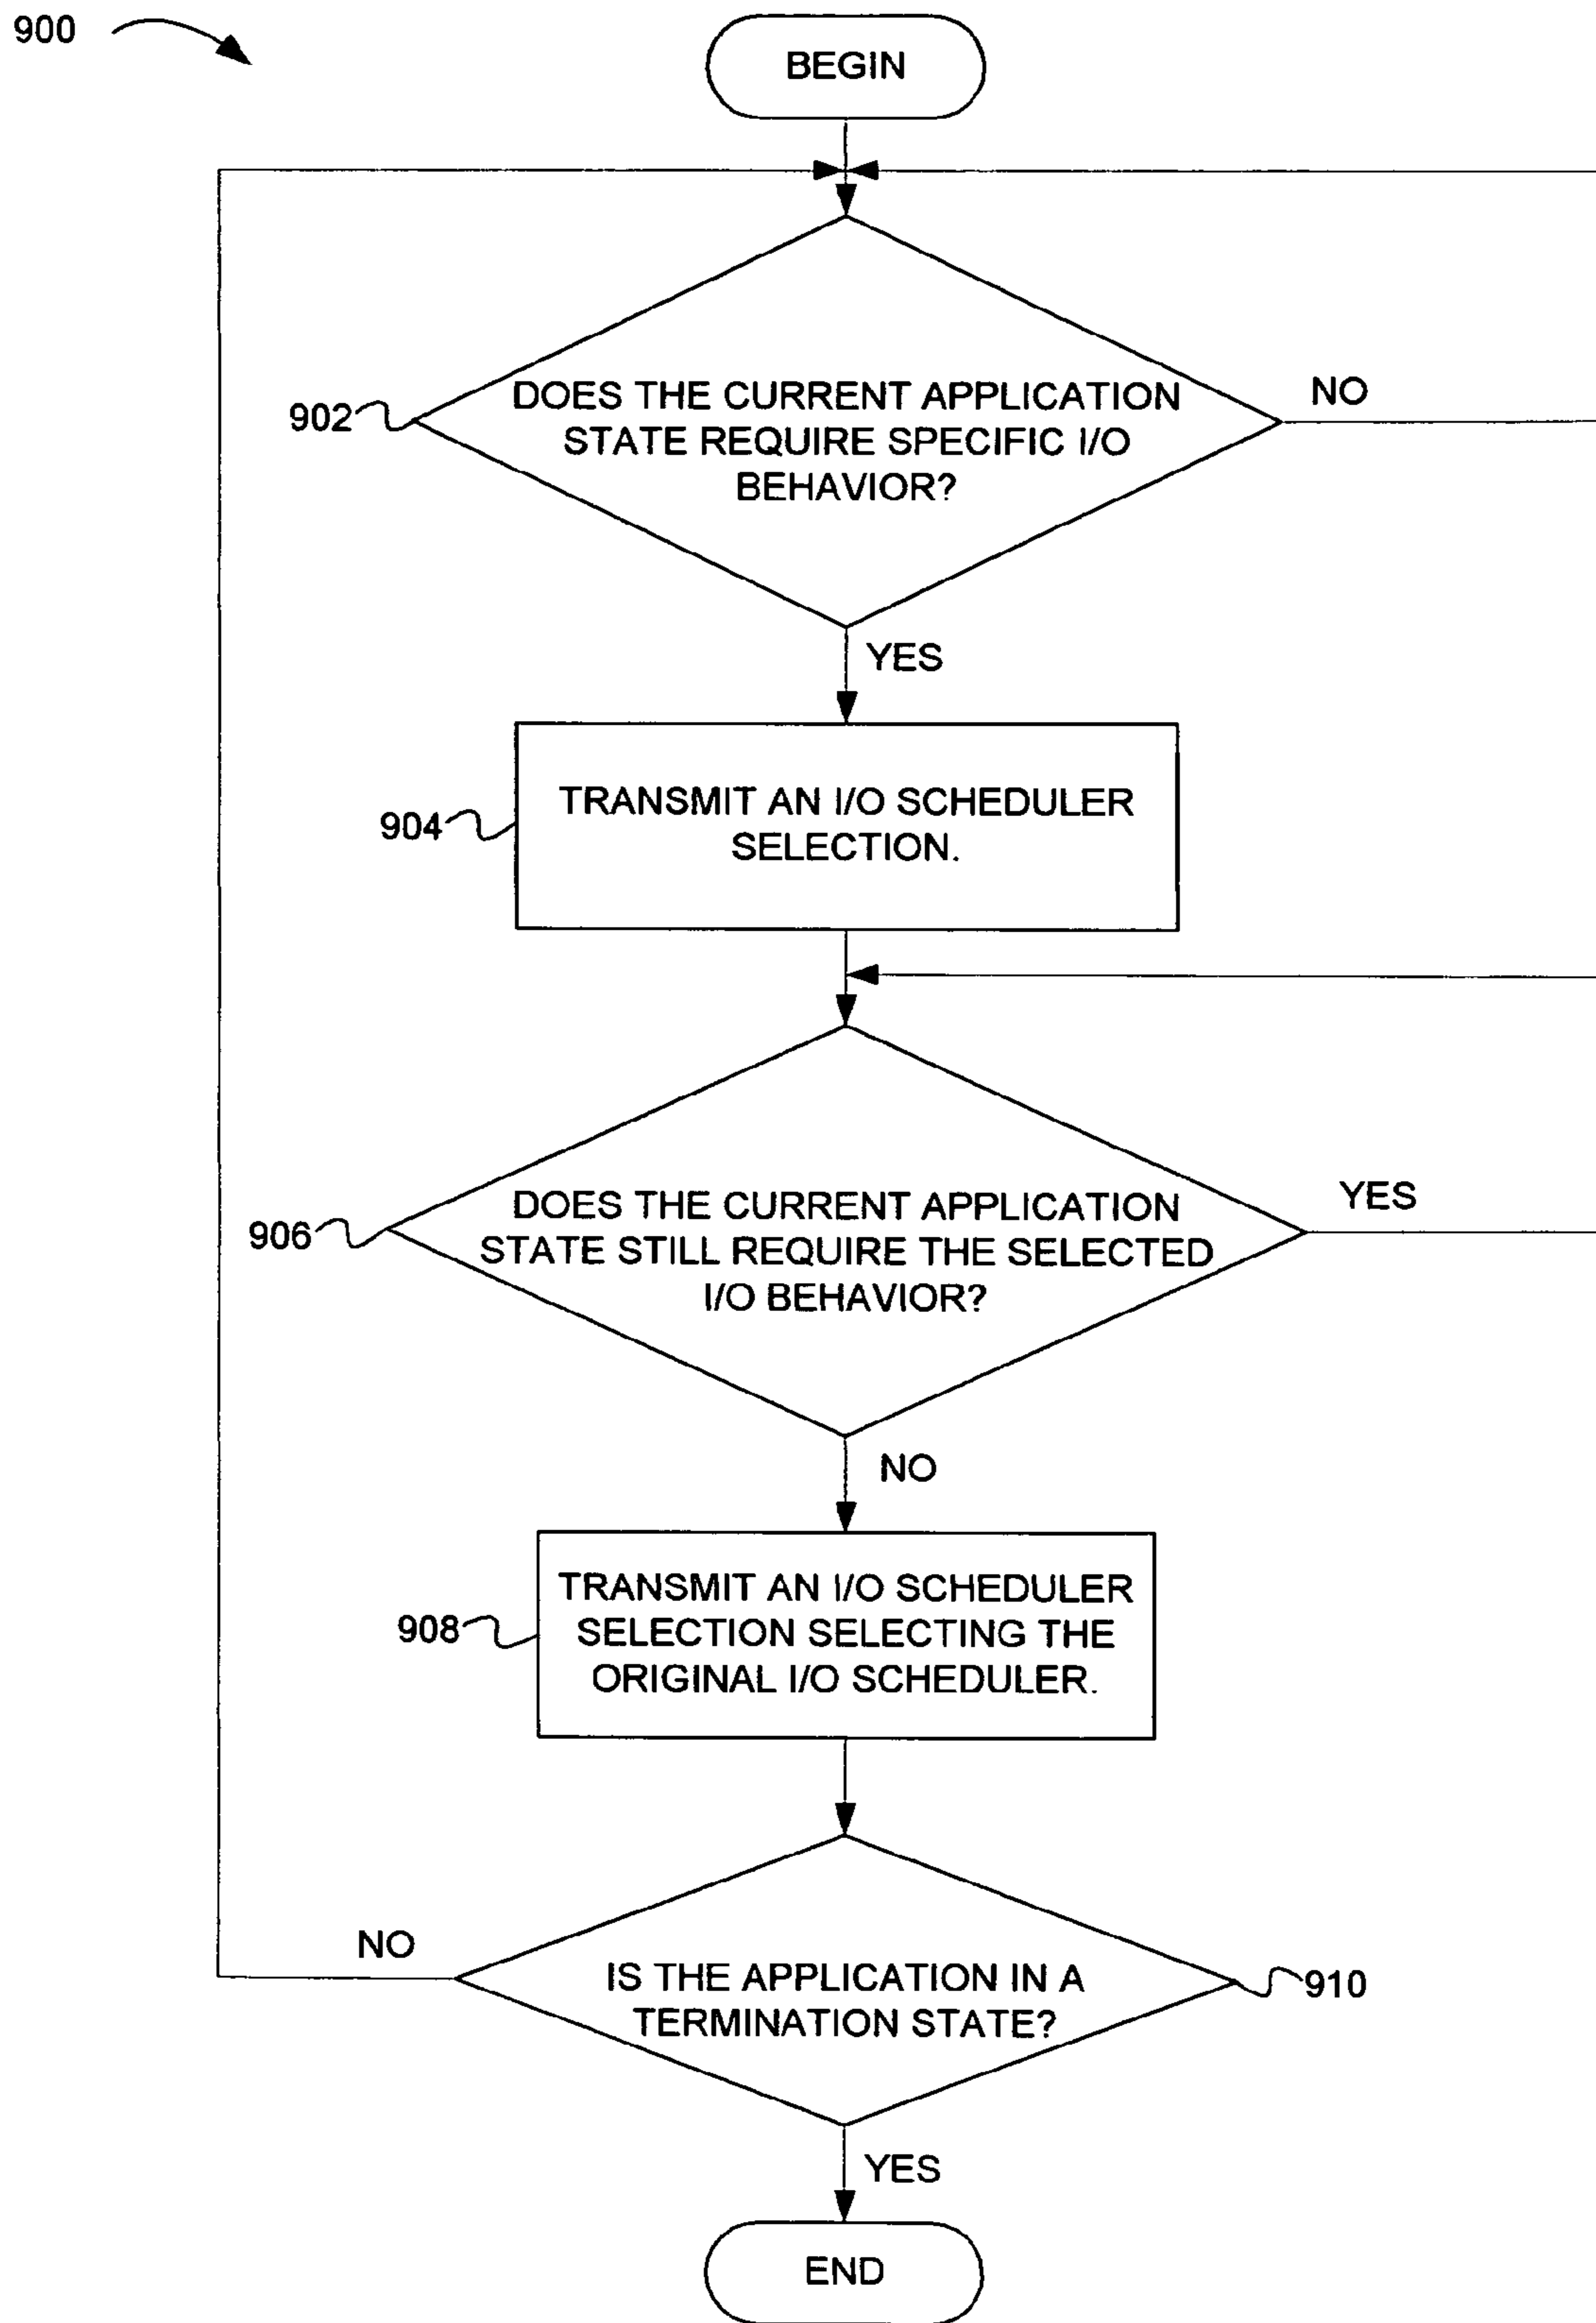 900
BEGIN
902
DOES THE CURRENT APPLICATION
STATE REQUIRE SPECIFIC I/O
BEHAVIOR?
NO
YES
904
TRANSMIT AN I/O SCHEDULER
SELECTION.
906
DOES THE CURRENT APPLICATION
STATE STILL REQUIRE THE SELECTED
I/O BEHAVIOR?
YES
NO
908
TRANSMIT AN I/O SCHEDULER
SELECTION SELECTING THE
ORIGINAL I/O SCHEDULER.
NO
IS THE APPLICATION IN A
TERMINATION STATE?
910
YES
END